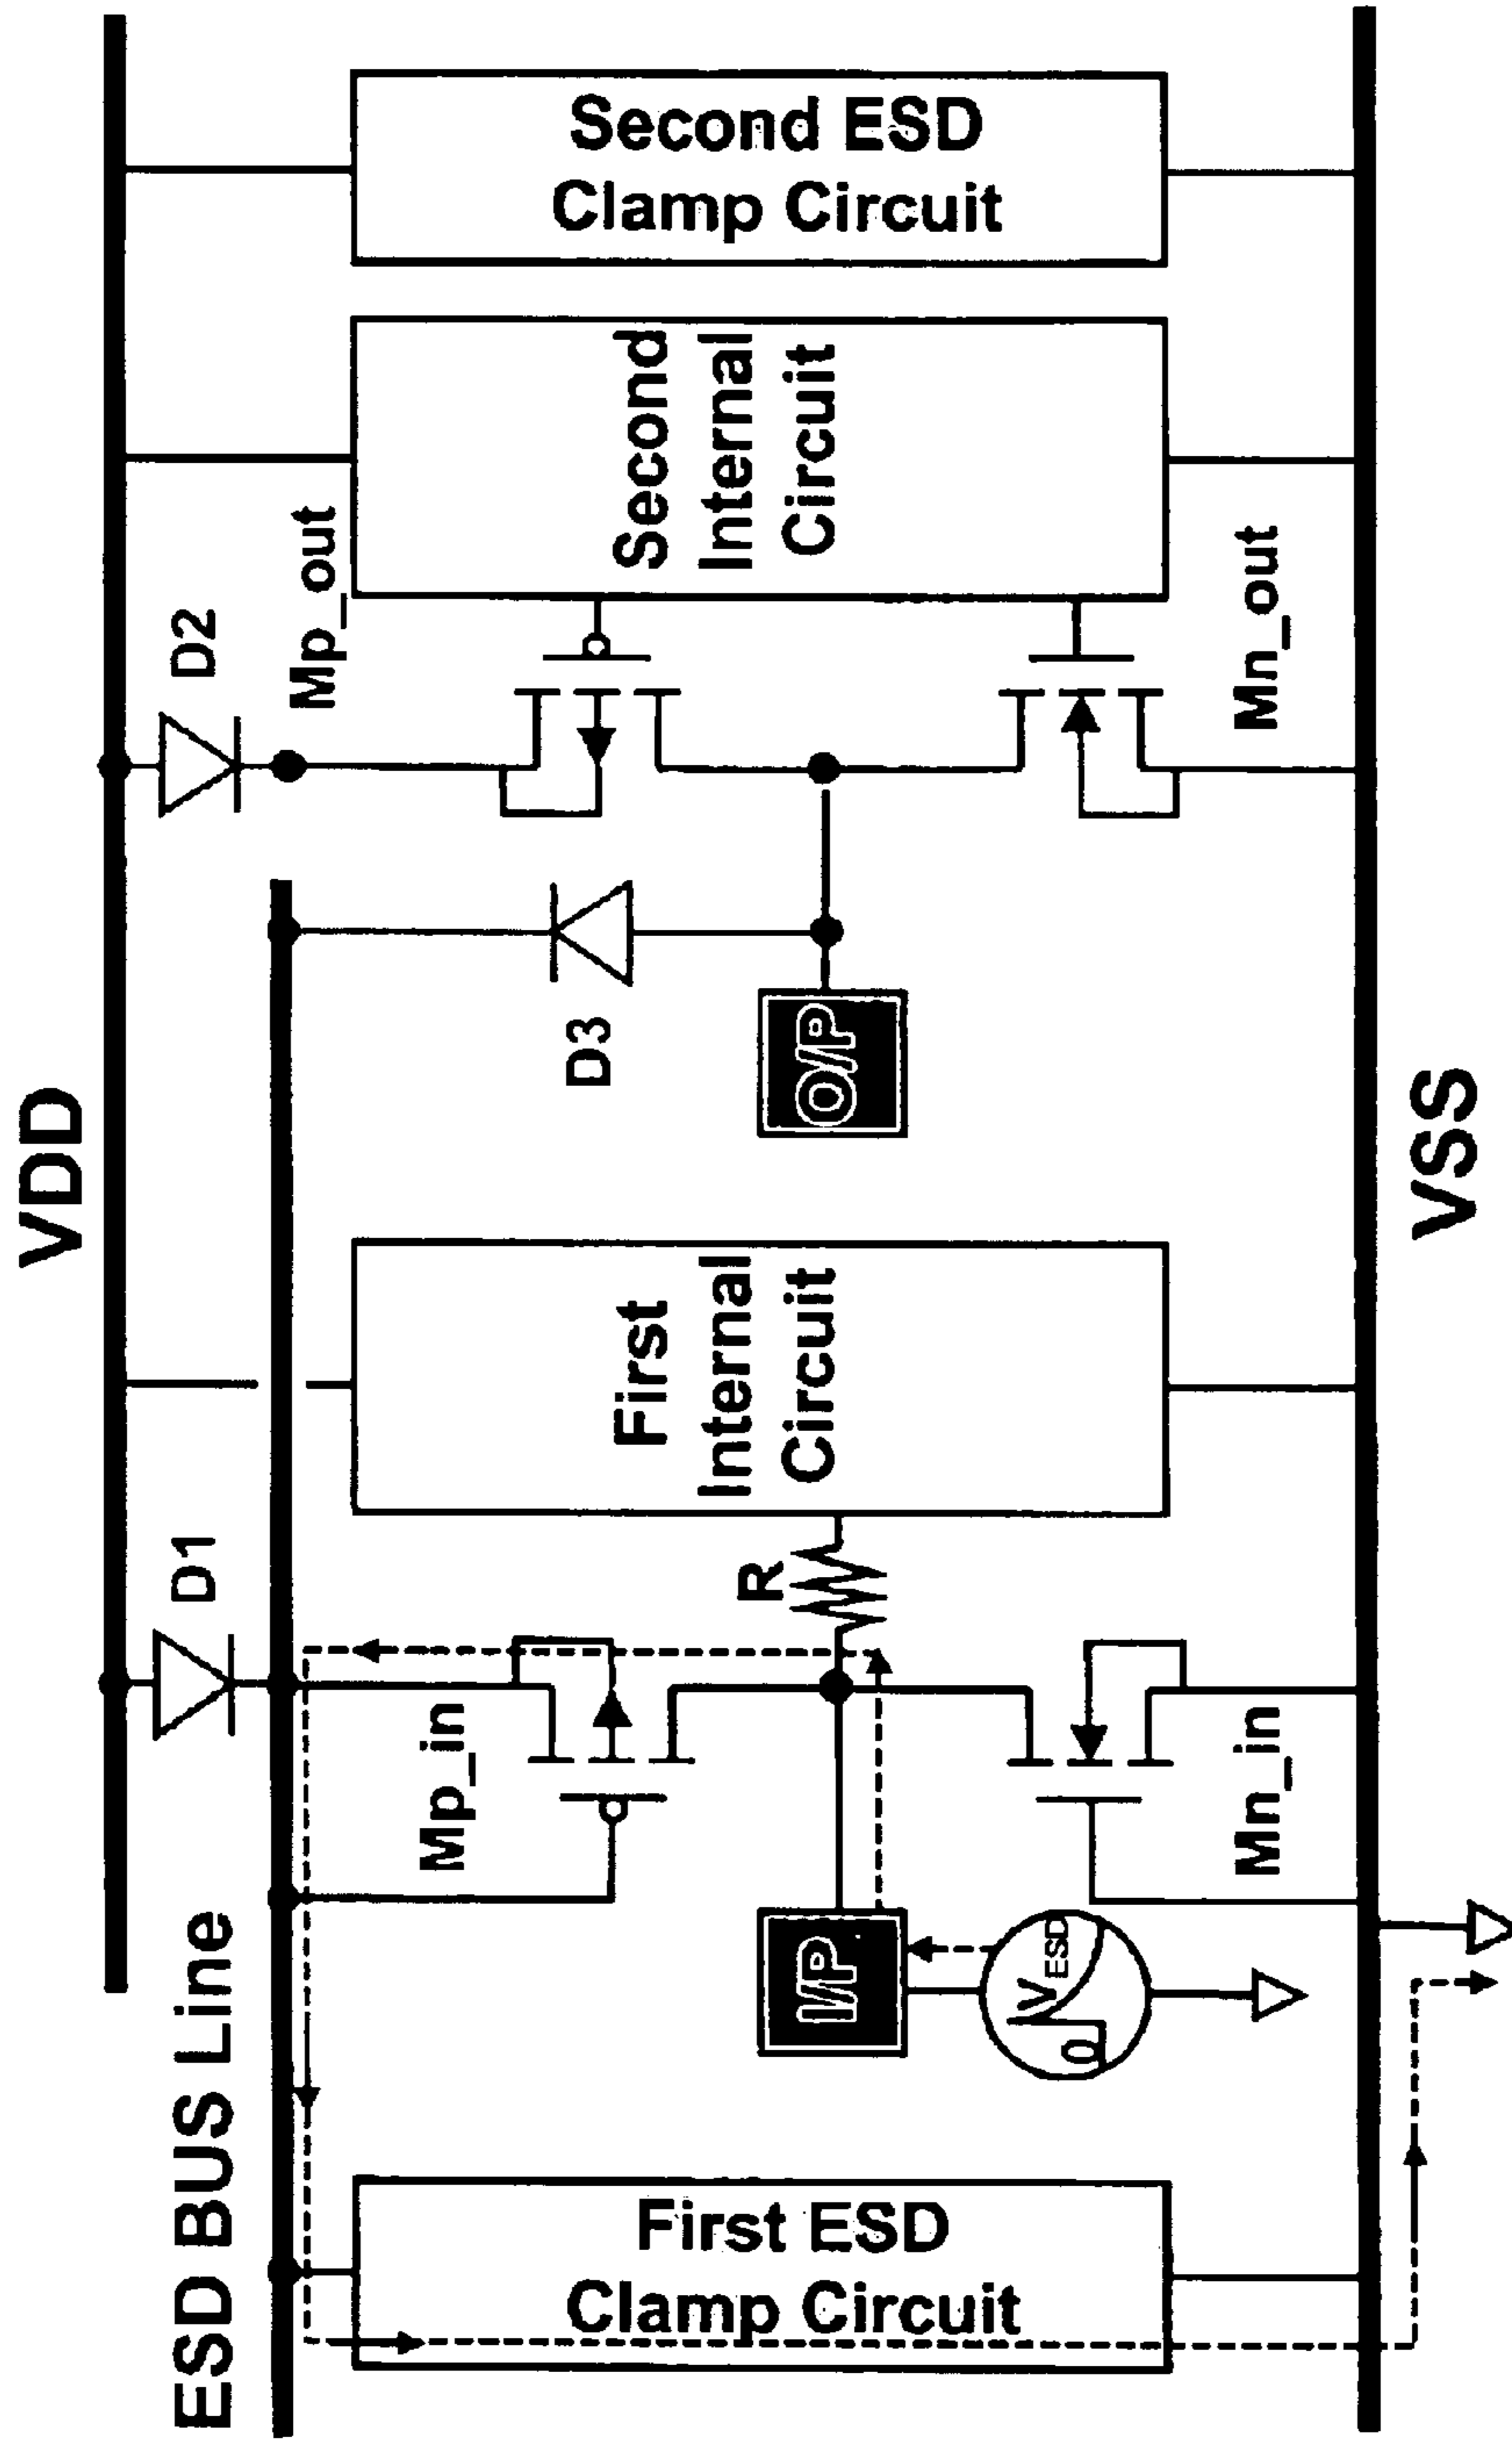 VDD
ESD BUS Line
D1
D2
Mp_in
Mp_out
D3
First ESD
Clamp Circuit
I/P
R
First
Internal
Circuit
O/P
Second
Internal
Circuit
Second ESD
Clamp Circuit
0
VESD
Mn_in
Mn_out
VSS